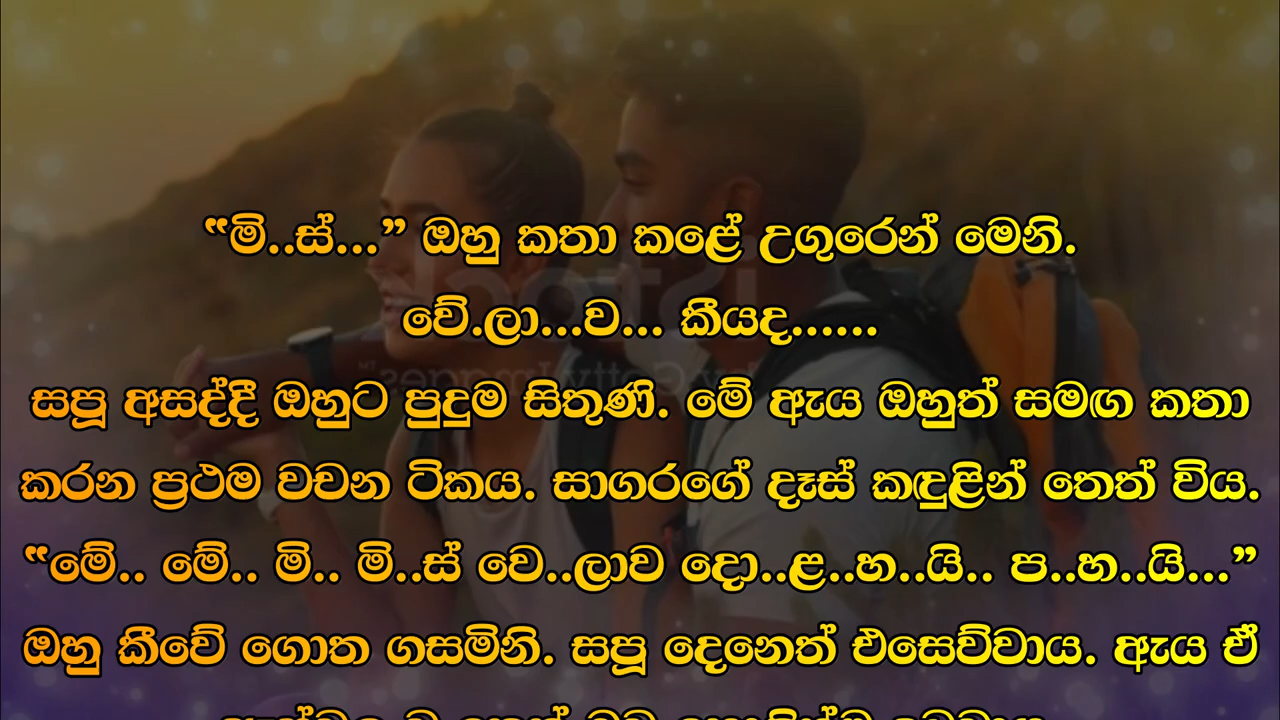 “මි..ස්...” ඔහු කතා කළේ උගුරෙන් මෙනි.
වේ.ලා...ව... කීයද......
සපූ අසද්දී ඔහුට පුදුම සිතුණි. මේ ඇය ඔහුත් සමඟ කතා
කරන ප්‍රථම වචන ටිකය. සාගරගේ දෑස් කඳුළින් තෙත් විය.
“මේ.. මේ.. මි.. මි..ස් වෙ..ලාව දො..ළ..හ..යි.. ප..හ..යි...”
ඔහු කීවේ ගොත ගසමිනි. සපූ දෙනෙත් එසෙව්වාය. ඇය ඒ